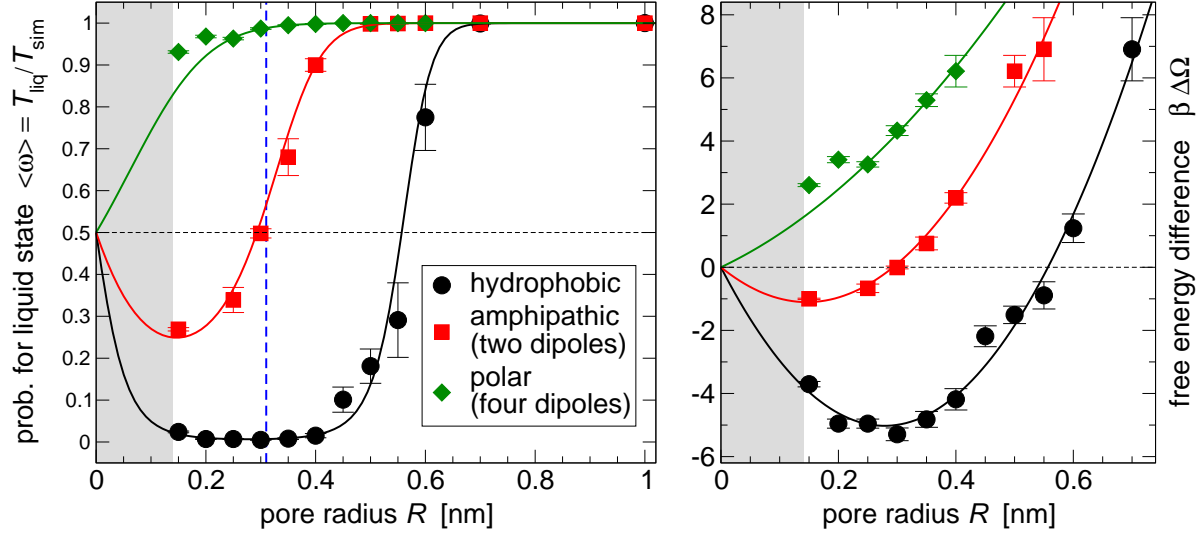 prob. for liquid state <ω> = T_liq / T_sim
1
0.9
0.8
0.7
0.6
0.5
0.4
0.3
0.2
0.1
0
hydrophobic
amphipathic
(two dipoles)
polar
(four dipoles)
0 0.2 0.4 0.6 0.8 1
pore radius R [nm]
8
6
4
2
0
-2
-4
-6
0 0.2 0.4 0.6
pore radius R [nm]
free energy difference β ΔΩ